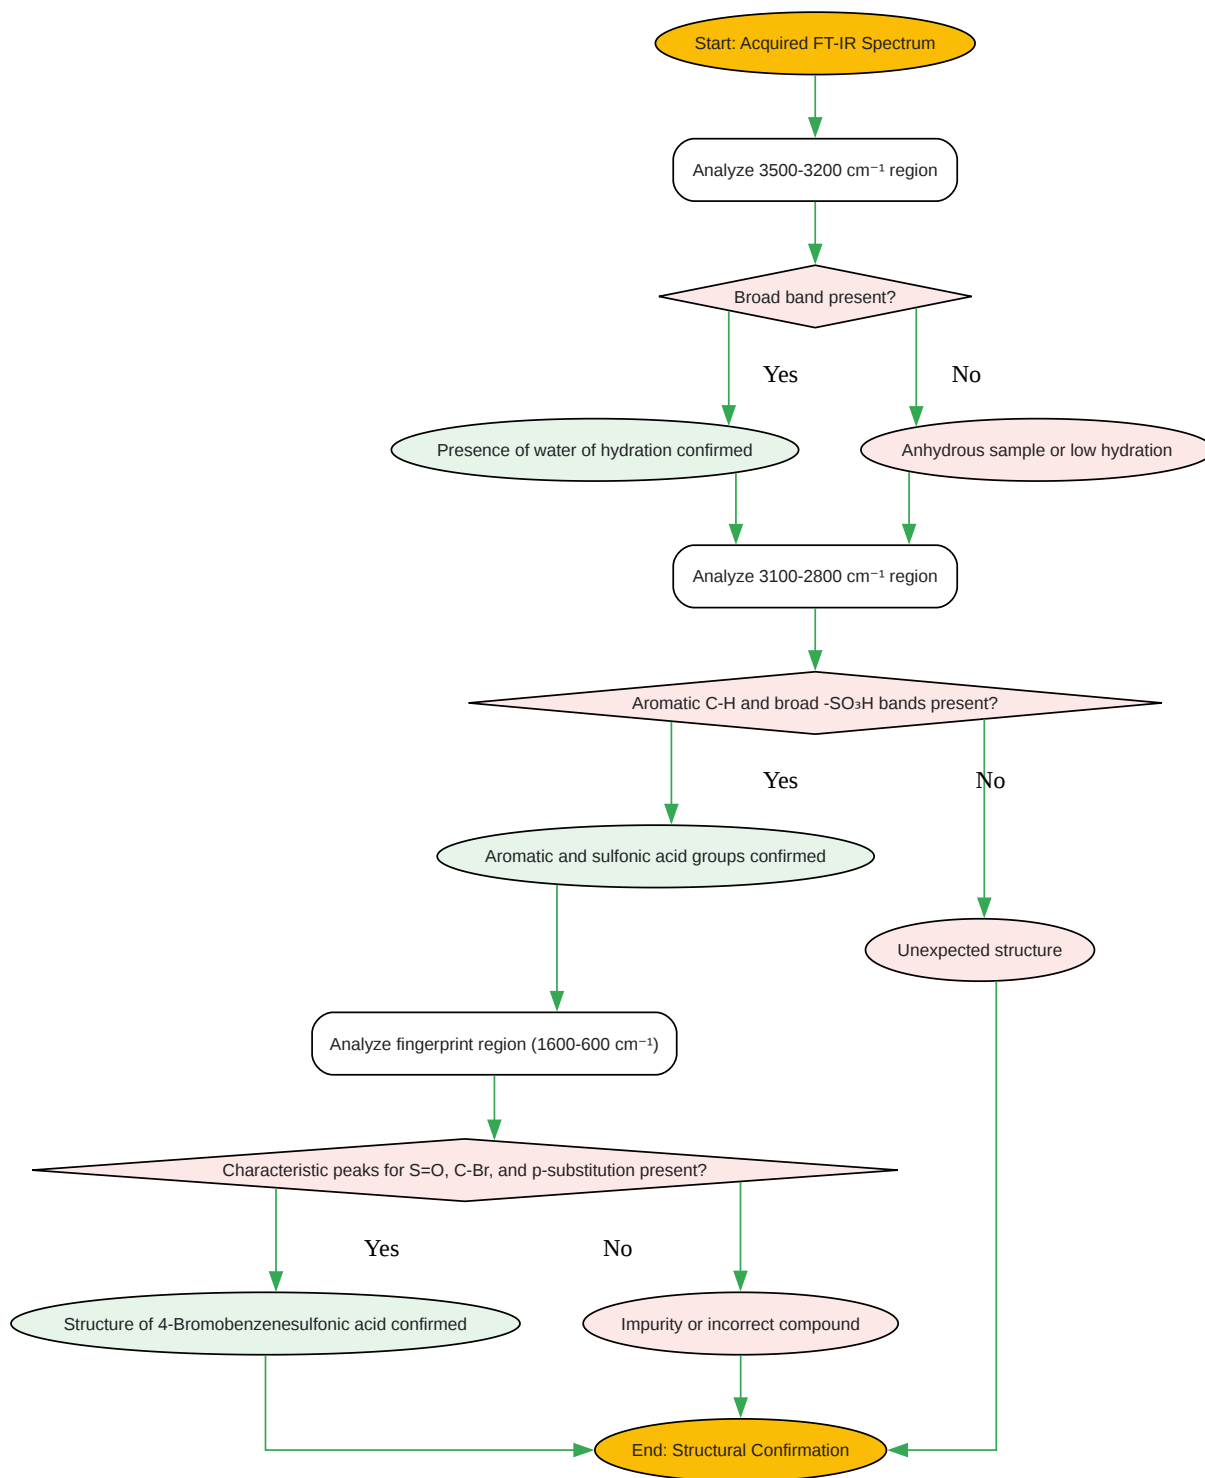 Start: Acquired FT-IR Spectrum
Analyze 3500-3200 cm⁻¹ region
Broad band present?
Yes
No
Presence of water of hydration confirmed
Anhydrous sample or low hydration
Analyze 3100-2800 cm⁻¹ region
Aromatic C-H and broad -SO₃H bands present?
Yes
No
Aromatic and sulfonic acid groups confirmed
Unexpected structure
Analyze fingerprint region (1600-600 cm⁻¹)
Characteristic peaks for S=O, C-Br, and p-substitution present?
Yes
No
Structure of 4-Bromobenzenesulfonic acid confirmed
Impurity or incorrect compound
End: Structural Confirmation